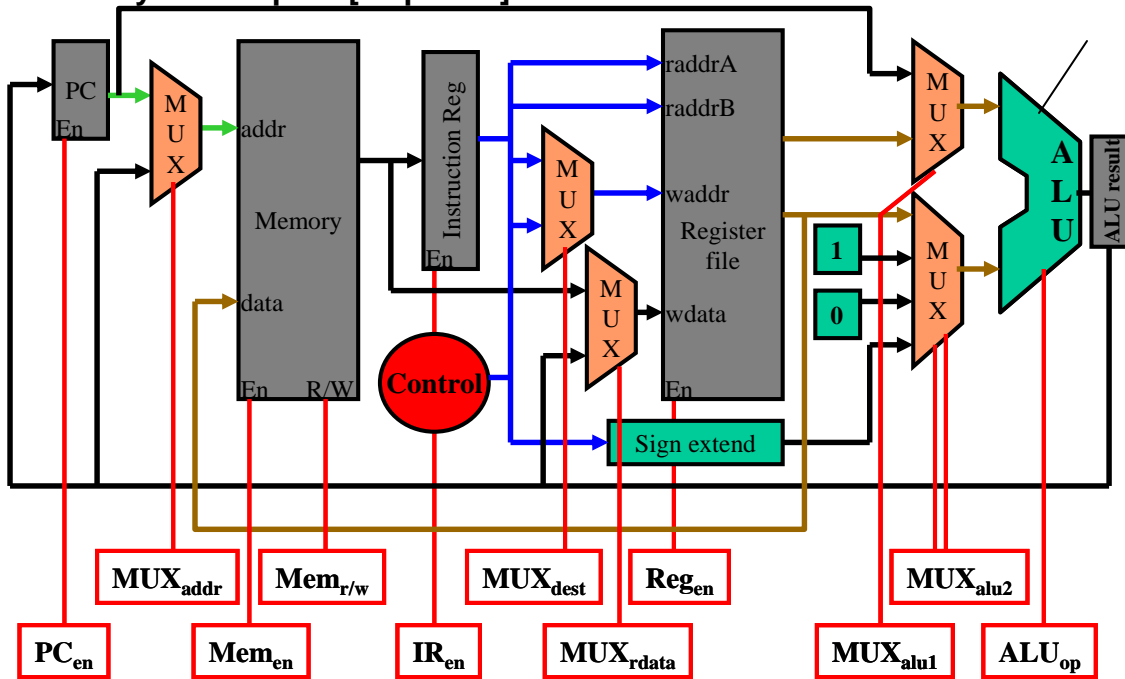 PC
En
M
U
X
addr
Memory
data
En R/W
Instruction Reg
En
Control
M
U
X
M
U
X
raddrA
raddrB
waddr
Register
file
wdata
En
Sign extend
1
0
M
U
X
M
U
X
A
L
U
ALU result
MUXaddr
Memr/w
MUXdest
Regen
MUXalu2
PCen
Memen
IRen
MUXrdata
MUXalu1
ALUop